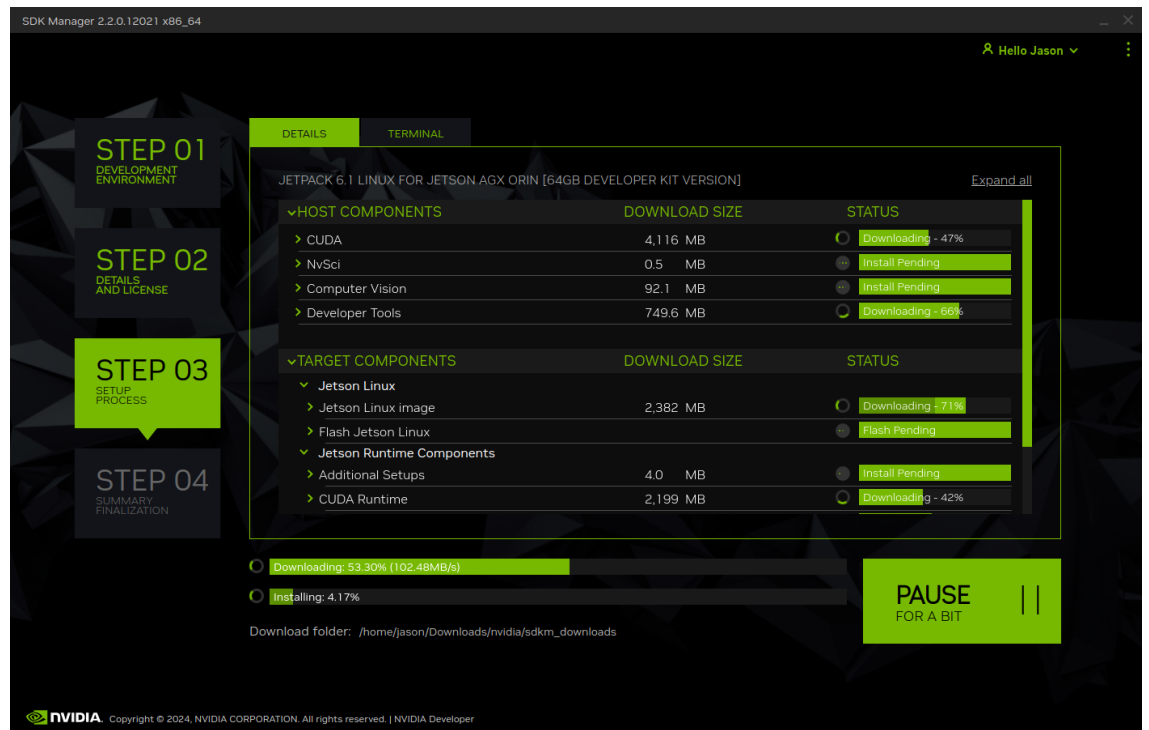 SDK Manager 2.2.0.12021 x86_64
Hello Jason
STEP 01
DEVELOPMENT
ENVIRONMENT
STEP 02
DETAILS
AND LICENSE
STEP 03
SETUP
PROCESS
STEP 04
SUMMARY
FINALIZATION
DETAILS TERMINAL
JETPACK 6.1 LINUX FOR JETSON AGX ORIN [64GB DEVELOPER KIT VERSION] Expand all
HOST COMPONENTS DOWNLOAD SIZE STATUS
CUDA 4,116 MB Downloading - 47%
NvSci 0.5 MB Install Pending
Computer Vision 92.1 MB Install Pending
Developer Tools 749.6 MB Downloading - 66%
TARGET COMPONENTS DOWNLOAD SIZE STATUS
Jetson Linux
Jetson Linux image 2,382 MB Downloading - 71%
Flash Jetson Linux Flash Pending
Jetson Runtime Components
Additional Setups 4.0 MB Install Pending
CUDA Runtime 2,199 MB Downloading - 42%
Downloading: 53.30% (102.48MB/s)
Installing: 4.17%
Download folder: /home/jason/Downloads/nvidia/sdkm_downloads
PAUSE
FOR A BIT
NVIDIA. Copyright © 2024, NVIDIA CORPORATION. All rights reserved. | NVIDIA Developer